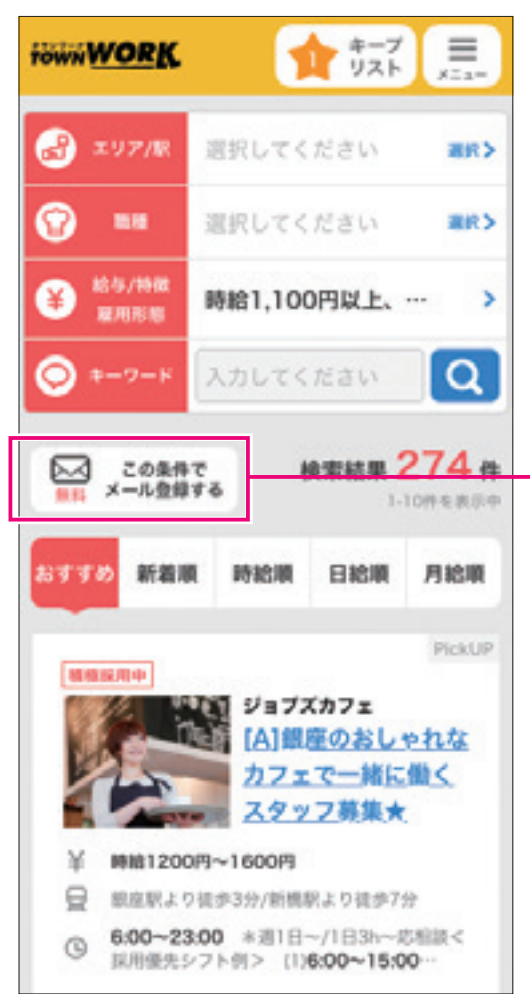 タウンワーク
TOWNWORK
1
キープ
リスト
メニュー
エリア/駅
選択してください
選択
職種
選択してください
選択
給与/特徴
雇用形態
時給1,100円以上、…
キーワード
入力してください
無料
この条件で
メール登録する
検索結果 274 件
1-10件を表示中
おすすめ
新着順
時給順
日給順
月給順
PickUP
積極採用中
ジョブズカフェ
[A]銀座のおしゃれな
カフェで一緒に働く
スタッフ募集★
時給1200円~1600円
銀座駅より徒歩3分/新橋駅より徒歩7分
6:00~23:00 *週1日~/1日3h~応相談<
採用優先シフト例> (1)6:00~15:00…